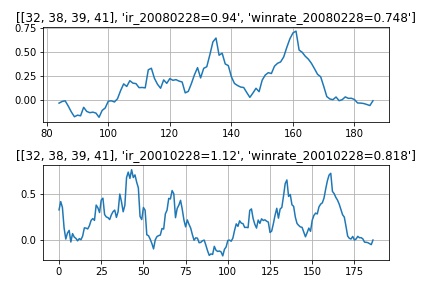 [[32, 38, 39, 41], 'ir_20080228=0.94', 'winrate_20080228=0.748']
0.75
0.50
0.25
0.00
80 100 120 140 160 180
[[32, 38, 39, 41], 'ir_20010228=1.12', 'winrate_20010228=0.818']
0.5
0.0
0 25 50 75 100 125 150 175